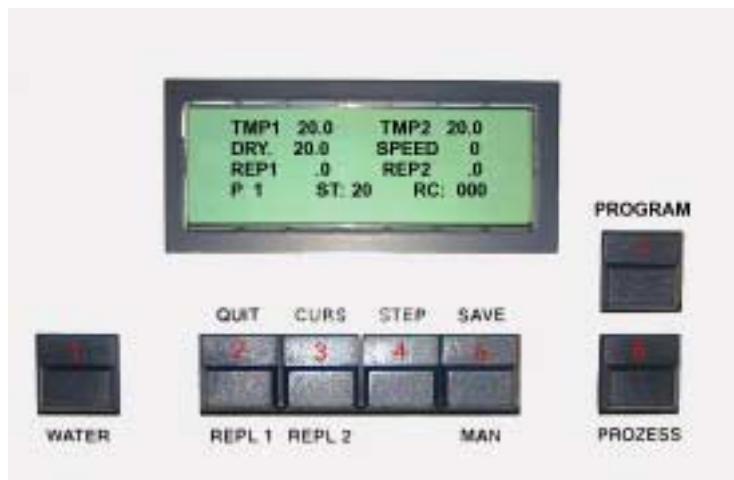 TMP1 20.0 TMP2 20.0
DRY. 20.0 SPEED 0
REP1 .0 REP2 .0
P 1 ST: 20 RC: 000
PROGRAM
QUIT CURS STEP SAVE
1 2 3 4 5 6
WATER REPL 1 REPL 2 MAN PROZESS